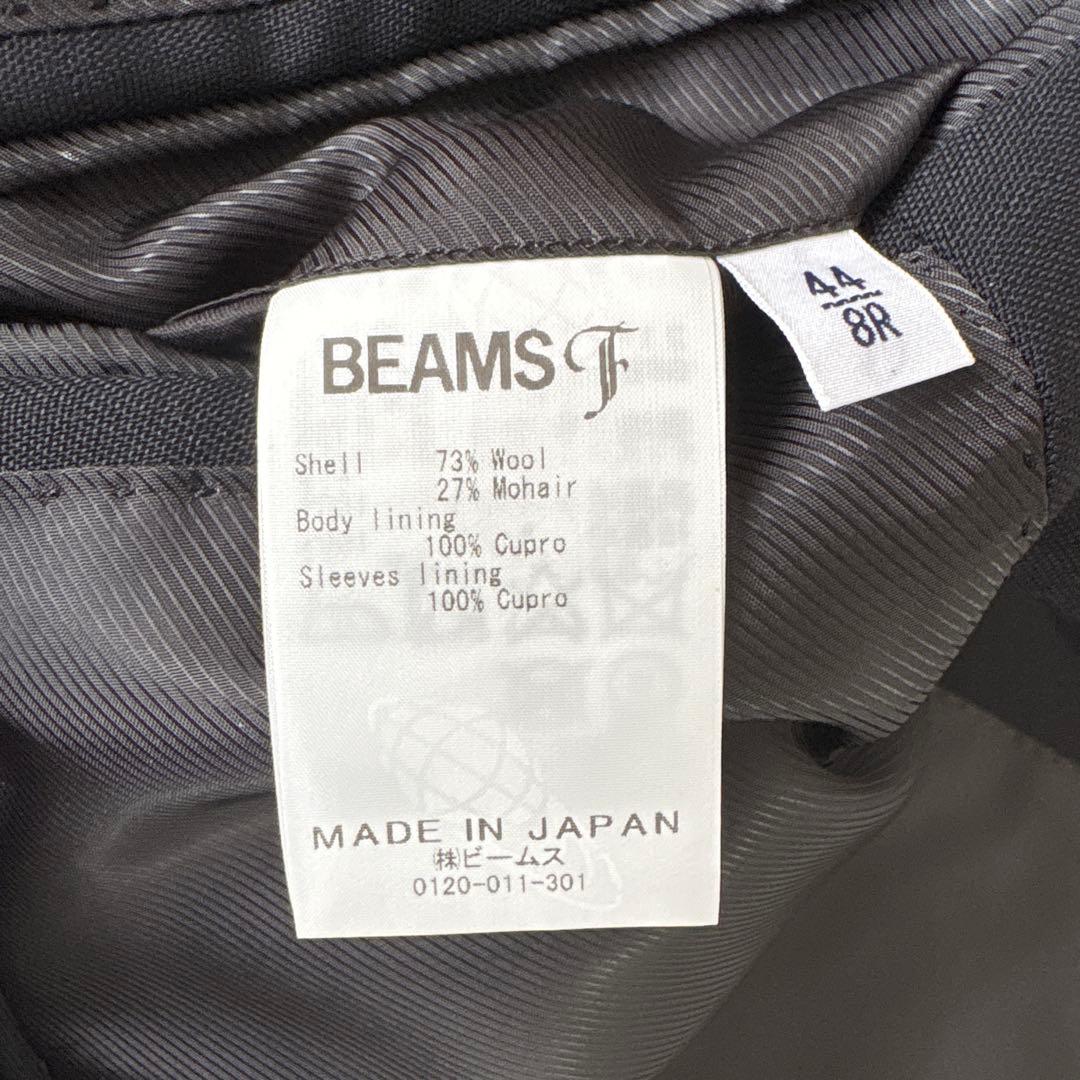 BEAMS F
44
8R
Shell 73% Wool
27% Mohair
Body lining
100% Cupro
Sleeves lining
100% Cupro
MADE IN JAPAN
㈱ビームス
0120-011-301